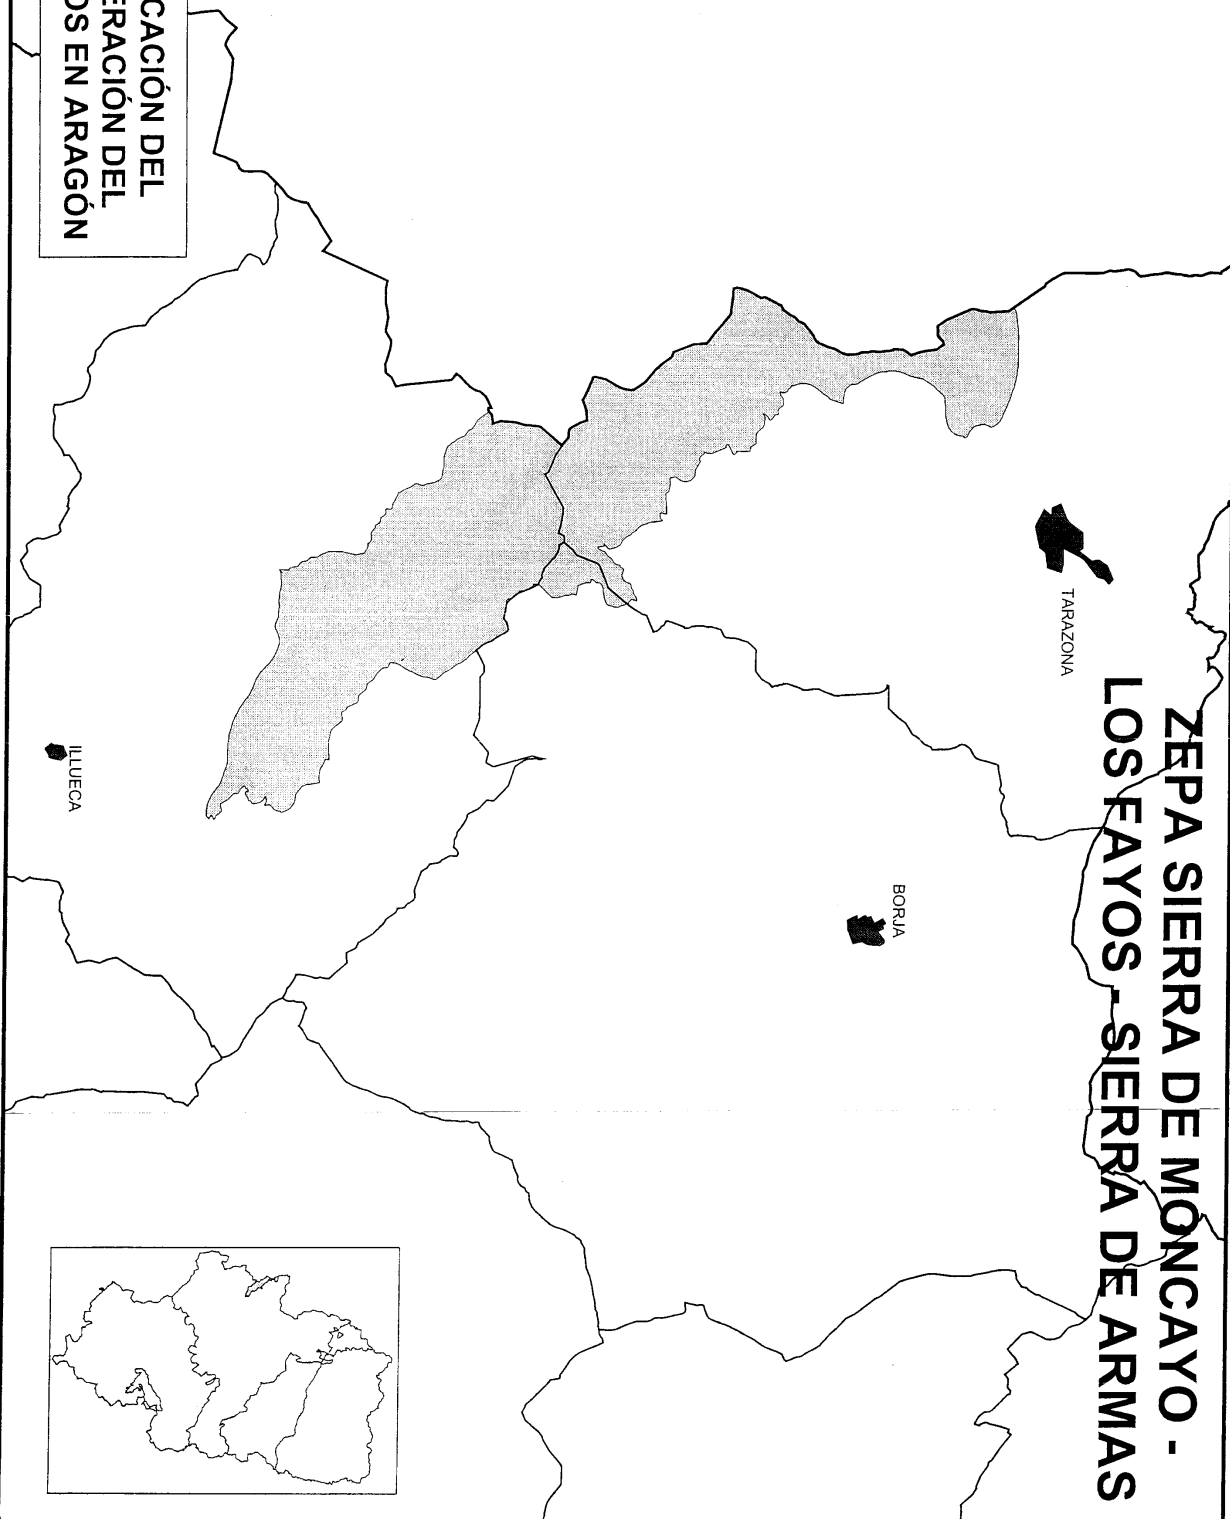 ZEPA SIERRA DE MONCAYO -
LOS FAYOS - SIERRA DE ARMAS
TARAZONA
BORJA
ILLUECA
CACIÓN DEL
ERACIÓN DEL
OS EN ARAGÓN